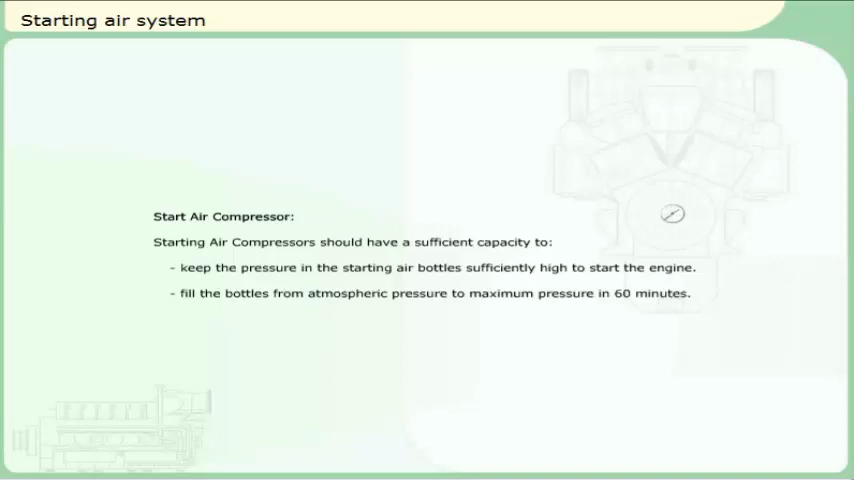 Starting air system
Start Air Compressor:
Starting Air Compressors should have a sufficient capacity to:
- keep the pressure in the starting air bottles sufficiently high to start the engine.
- fill the bottles from atmospheric pressure to maximum pressure in 60 minutes.